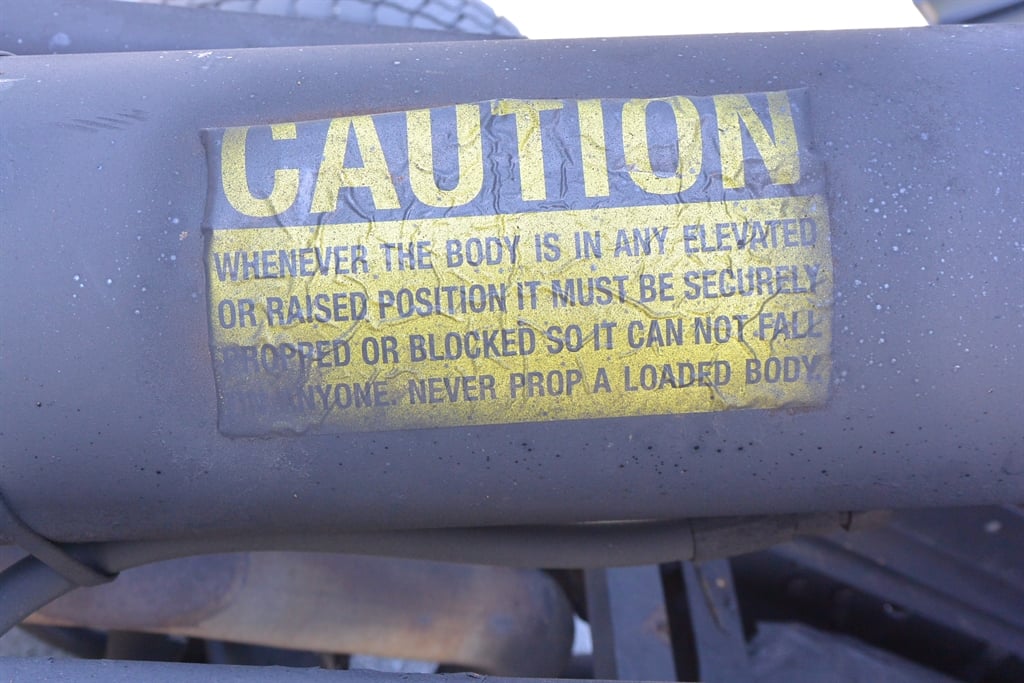 CAUTION
WHENEVER THE BODY IS IN ANY ELEVATED
OR RAISED POSITION IT MUST BE SECURELY
PROPPED OR BLOCKED SO IT CAN NOT FALL
ON ANYONE. NEVER PROP A LOADED BODY.